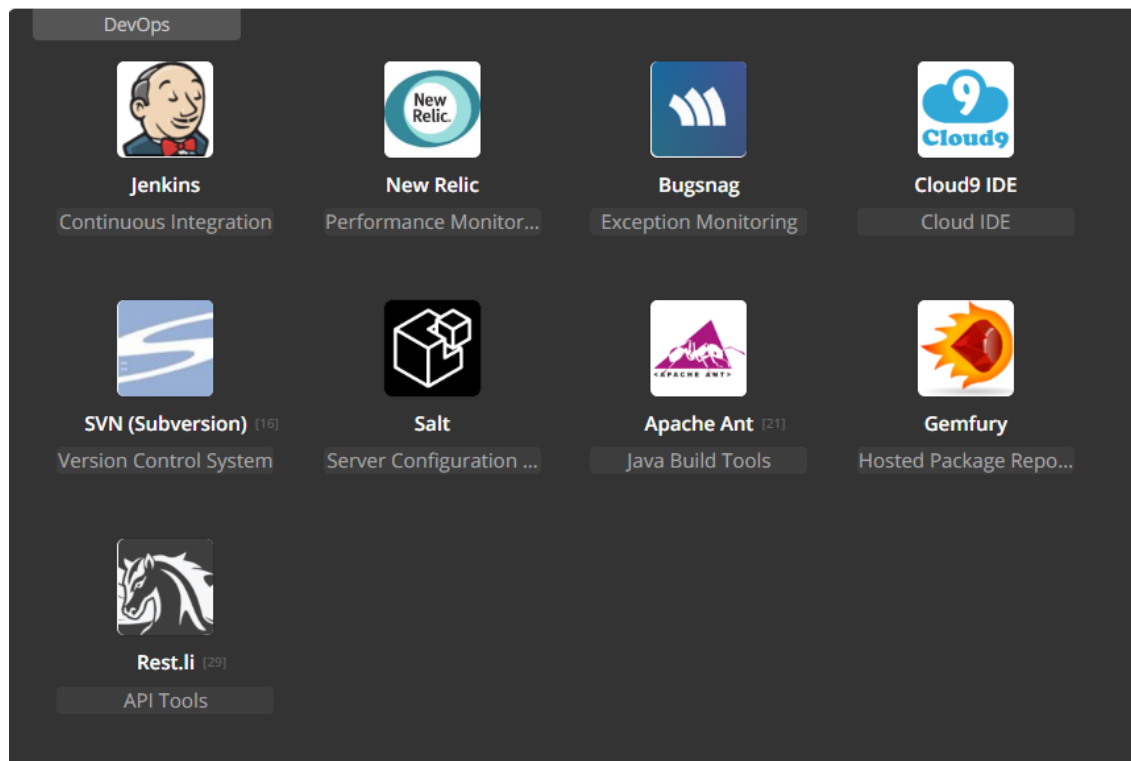 DevOps
New
Relic.
9
Cloud9
Jenkins
New Relic
Bugsnag
Cloud9 IDE
Continuous Integration
Performance Monitor...
Exception Monitoring
Cloud IDE
<APACHE ANT>
SVN (Subversion) [16]
Salt
Apache Ant [21]
Gemfury
Version Control System
Server Configuration ...
Java Build Tools
Hosted Package Repo...
Rest.li [29]
API Tools